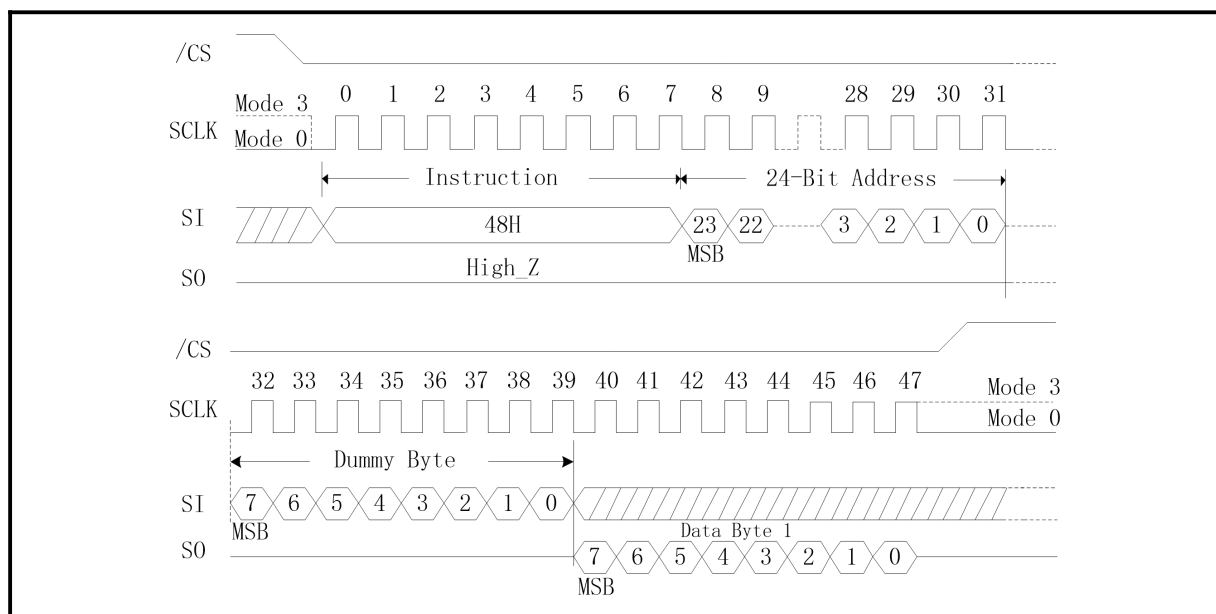 /CS
0 1 2 3 4 5 6 7 8 9 28 29 30 31
Mode 3
SCLK
Mode 0
Instruction 24-Bit Address
SI 48H 23 22 3 2 1 0
MSB
High_Z
SO
/CS
32 33 34 35 36 37 38 39 40 41 42 43 44 45 46 47
Mode 3
SCLK
Mode 0
Dummy Byte
SI 7 6 5 4 3 2 1 0
MSB
Data Byte 1
SO 7 6 5 4 3 2 1 0
MSB